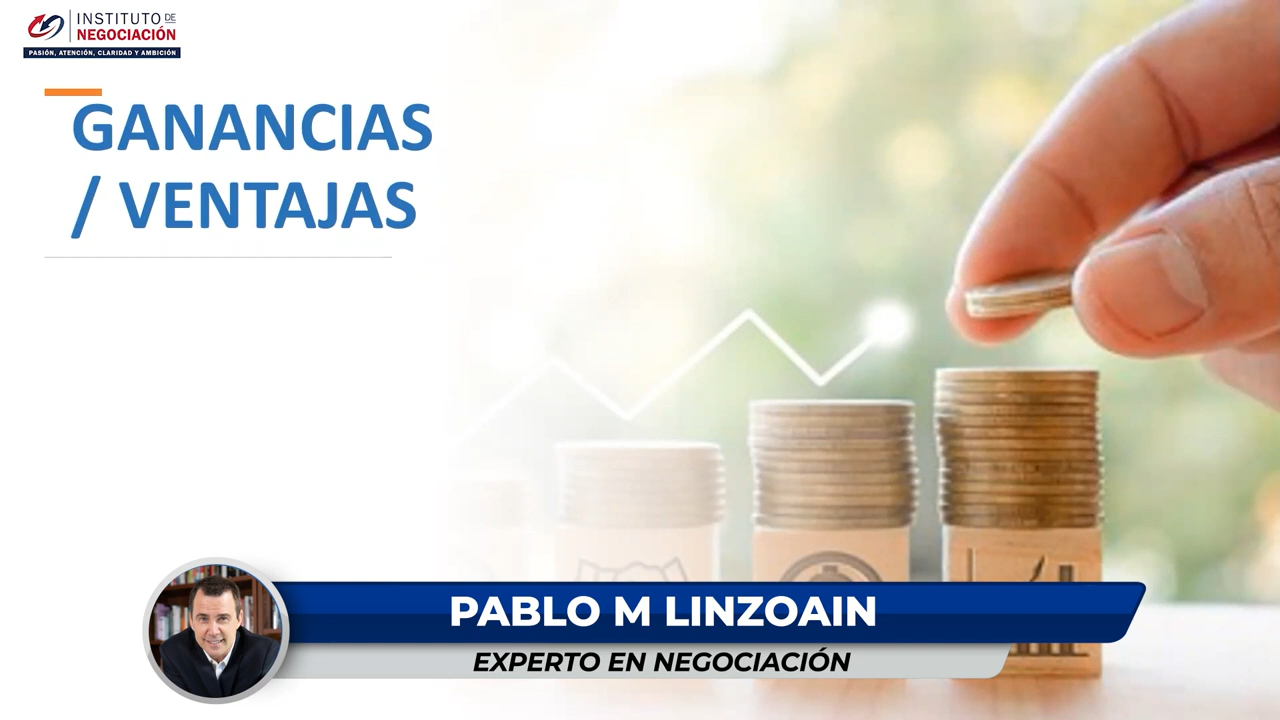 INSTITUTO DE
NEGOCIACIÓN
PASIÓN, ATENCIÓN, CLARIDAD Y AMBICIÓN
GANANCIAS
/ VENTAJAS
PABLO M LINZOAIN
EXPERTO EN NEGOCIACIÓN